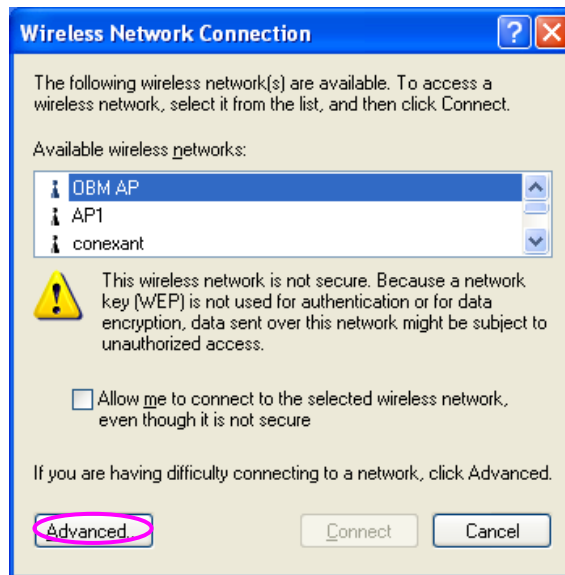 Wireless Network Connection
The following wireless network(s) are available. To access a
wireless network, select it from the list, and then click Connect.
Available wireless networks:
OBM AP
AP1
conexant
This wireless network is not secure. Because a network
key (WEP) is not used for authentication or for data
encryption, data sent over this network might be subject to
unauthorized access.
Allow me to connect to the selected wireless network,
even though it is not secure
If you are having difficulty connecting to a network, click Advanced.
Advanced...
Connect
Cancel